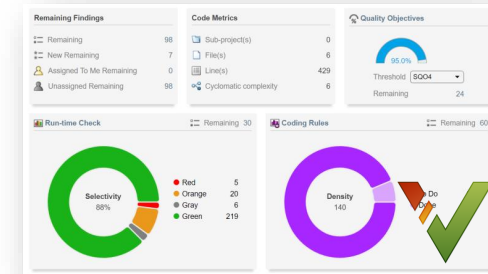 Remaining Findings
Remaining 98
New Remaining 7
Assigned To Me Remaining 0
Unassigned Remaining 98
Code Metrics
Sub-project(s) 0
File(s) 6
Line(s) 429
Cyclomatic complexity 6
Quality Objectives
95.0%
Threshold SQO4
Remaining 24
Run-time Check Remaining 30
Selectivity
88%
Red 5
Orange 20
Gray 6
Green 219
Coding Rules Remaining 60
Density
140
Do